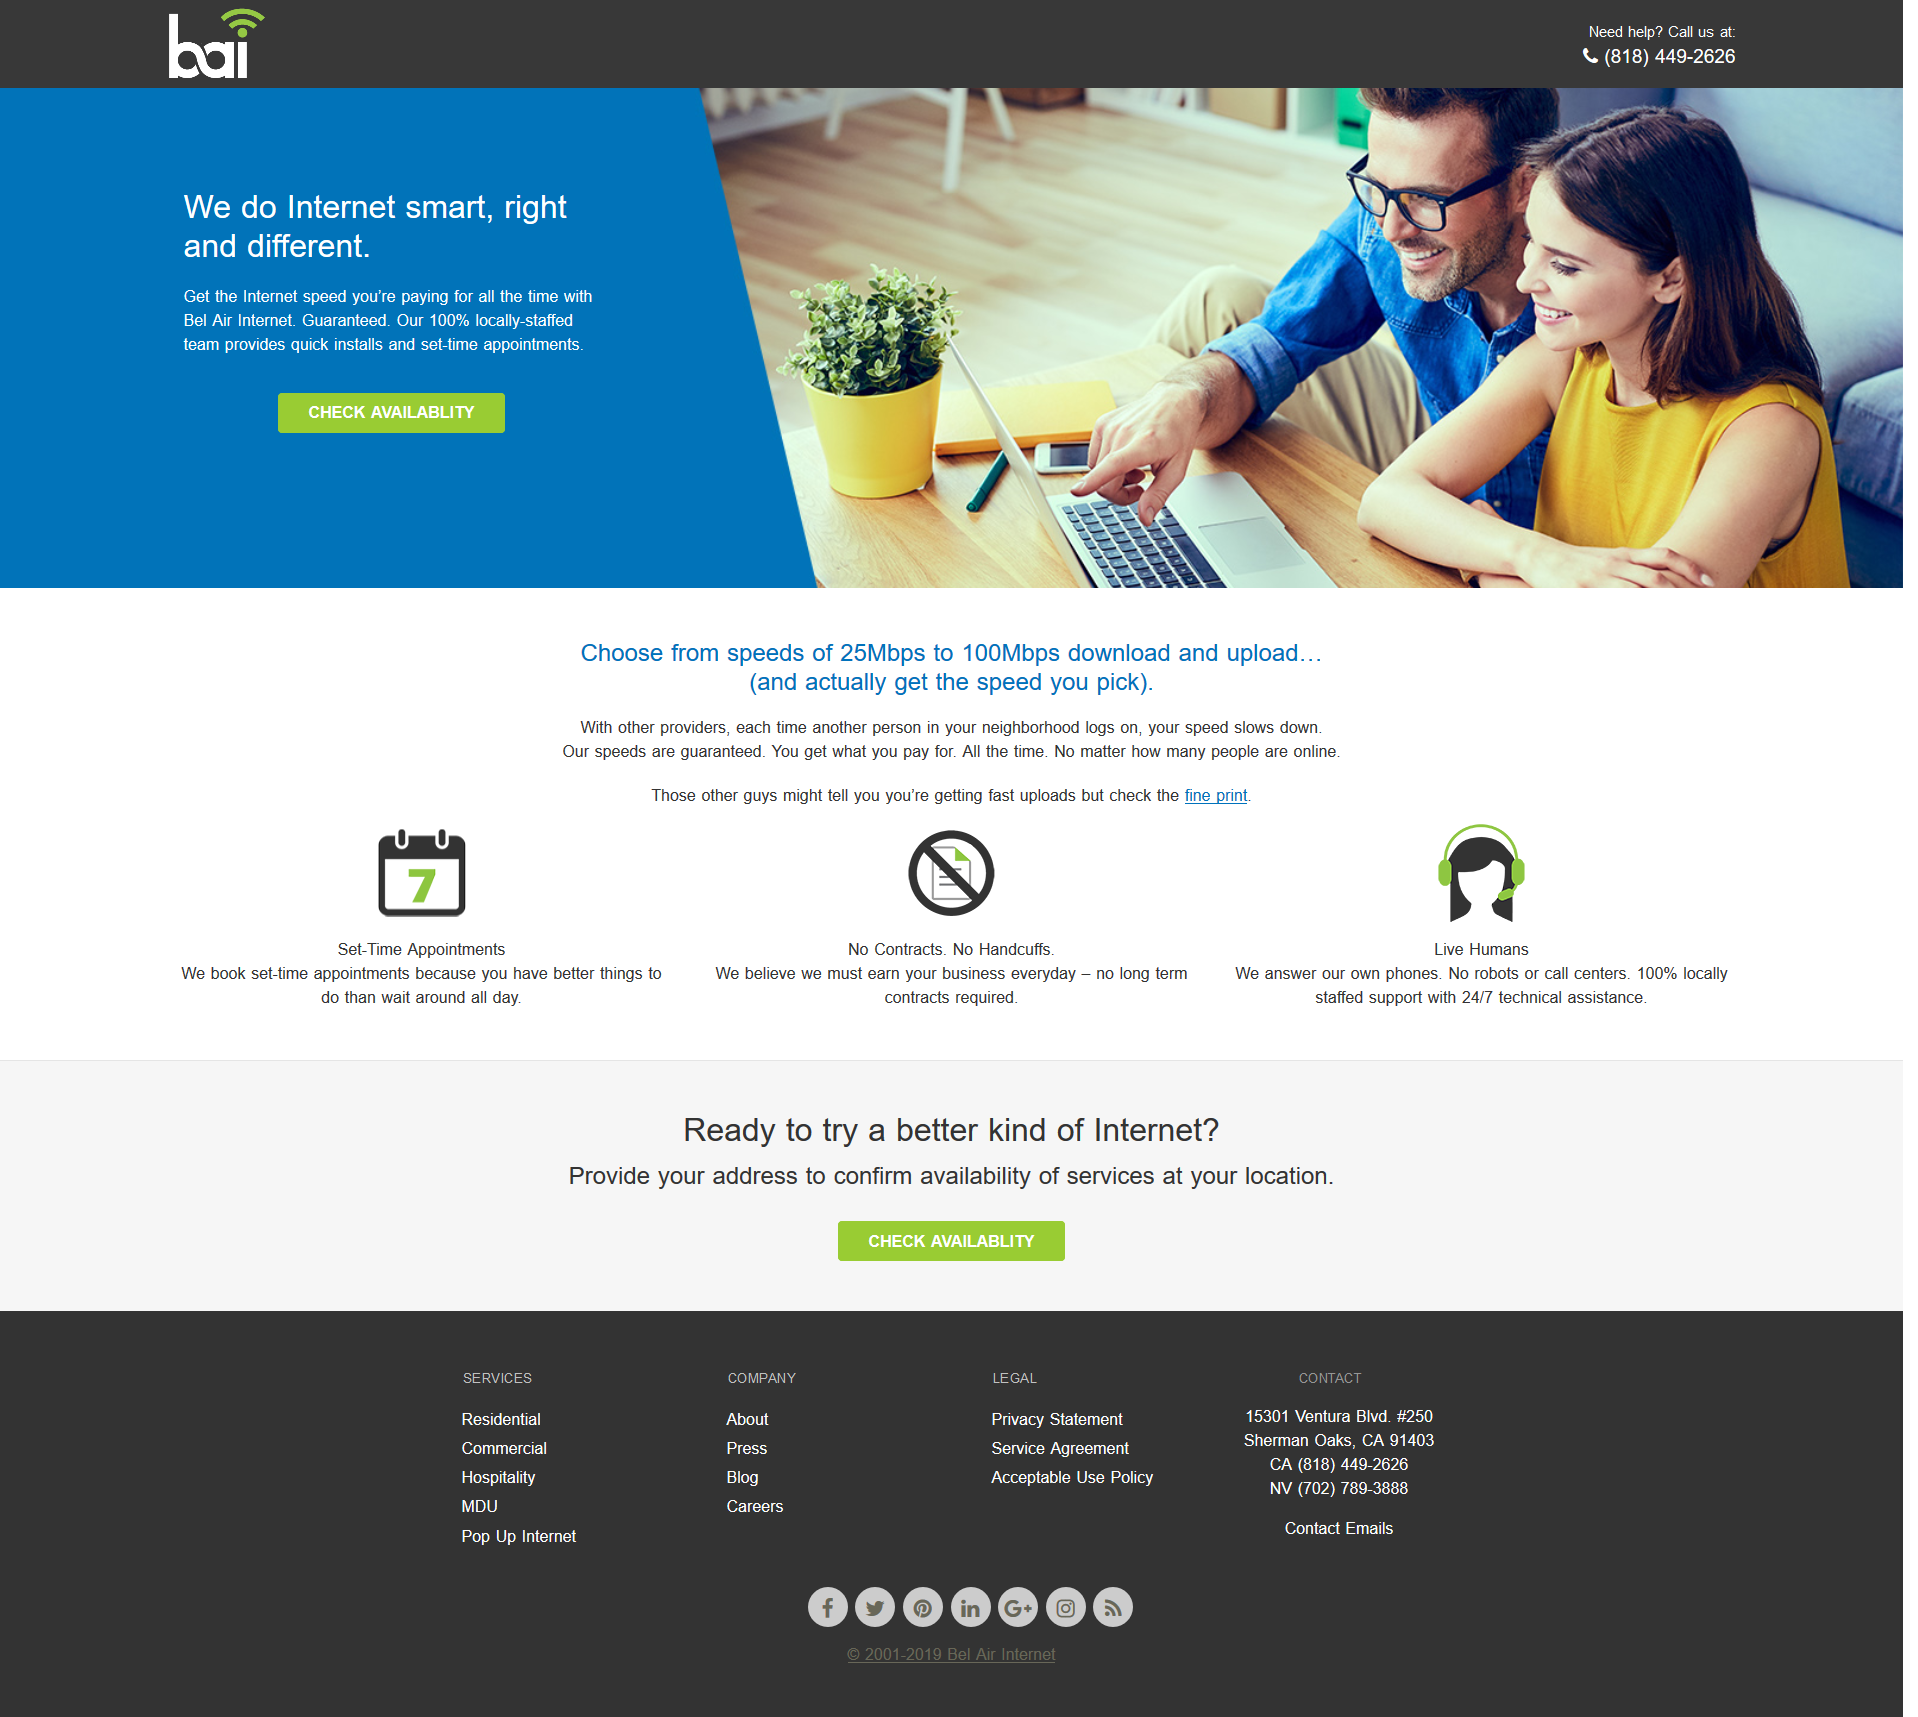 bai
Need help? Call us at:
(818) 449-2626
We do Internet smart, right
and different.
Get the Internet speed you’re paying for all the time with
Bel Air Internet. Guaranteed. Our 100% locally-staffed
team provides quick installs and set-time appointments.
CHECK AVAILABLITY
Choose from speeds of 25Mbps to 100Mbps download and upload…
(and actually get the speed you pick).
With other providers, each time another person in your neighborhood logs on, your speed slows down.
Our speeds are guaranteed. You get what you pay for. All the time. No matter how many people are online.
Those other guys might tell you you’re getting fast uploads but check the fine print.
7
Set-Time Appointments
We book set-time appointments because you have better things to
do than wait around all day.
No Contracts. No Handcuffs.
We believe we must earn your business everyday – no long term
contracts required.
Live Humans
We answer our own phones. No robots or call centers. 100% locally
staffed support with 24/7 technical assistance.
Ready to try a better kind of Internet?
Provide your address to confirm availability of services at your location.
CHECK AVAILABLITY
SERVICES
Residential
Commercial
Hospitality
MDU
Pop Up Internet
COMPANY
About
Press
Blog
Careers
LEGAL
Privacy Statement
Service Agreement
Acceptable Use Policy
CONTACT
15301 Ventura Blvd. #250
Sherman Oaks, CA 91403
CA (818) 449-2626
NV (702) 789-3888
Contact Emails
© 2001-2019 Bel Air Internet